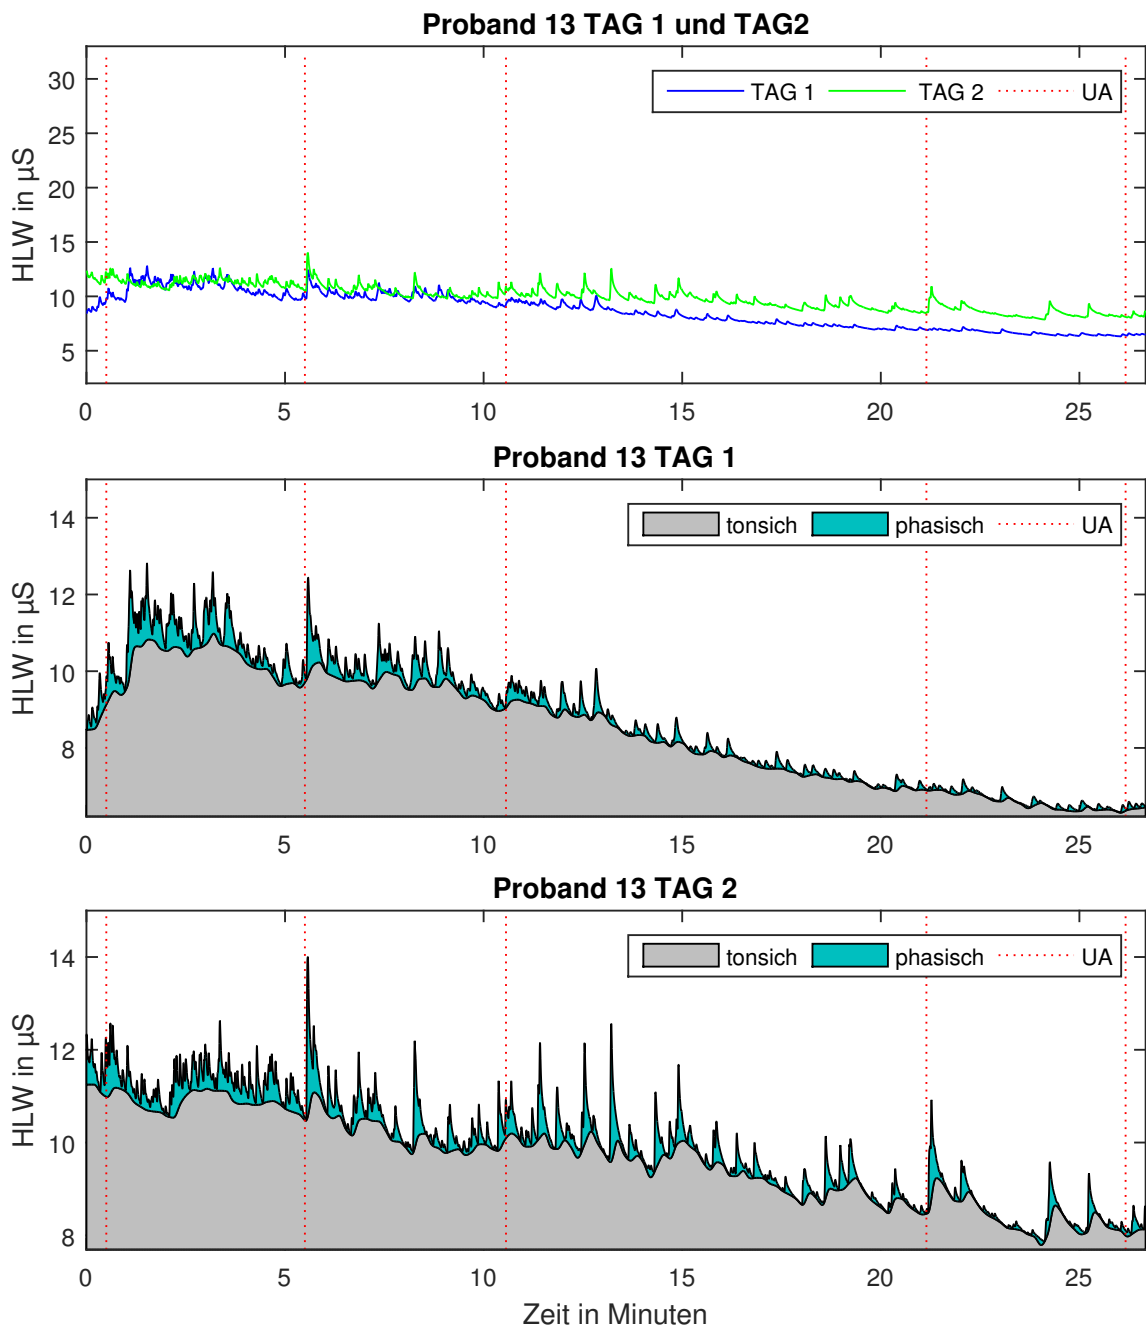 Proband 13 TAG 1 und TAG2
HLW in µS
30
25
20
15
10
5
TAG 1 TAG 2 UA
0 5 10 15 20 25
Proband 13 TAG 1
HLW in µS
14
12
10
8
tonsich phasisch UA
0 5 10 15 20 25
Proband 13 TAG 2
HLW in µS
14
12
10
8
tonsich phasisch UA
0 5 10 15 20 25
Zeit in Minuten